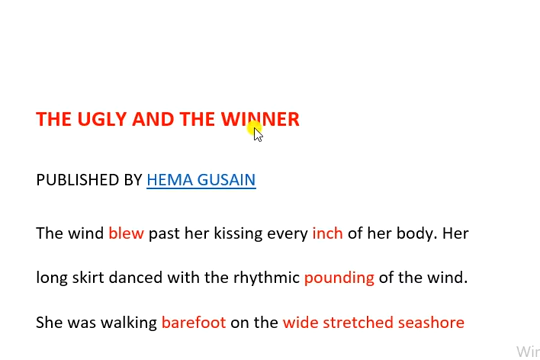 THE UGLY AND THE WINNER
PUBLISHED BY HEMA GUSAIN
The wind blew past her kissing every inch of her body. Her
long skirt danced with the rhythmic pounding of the wind.
She was walking barefoot on the wide stretched seashore